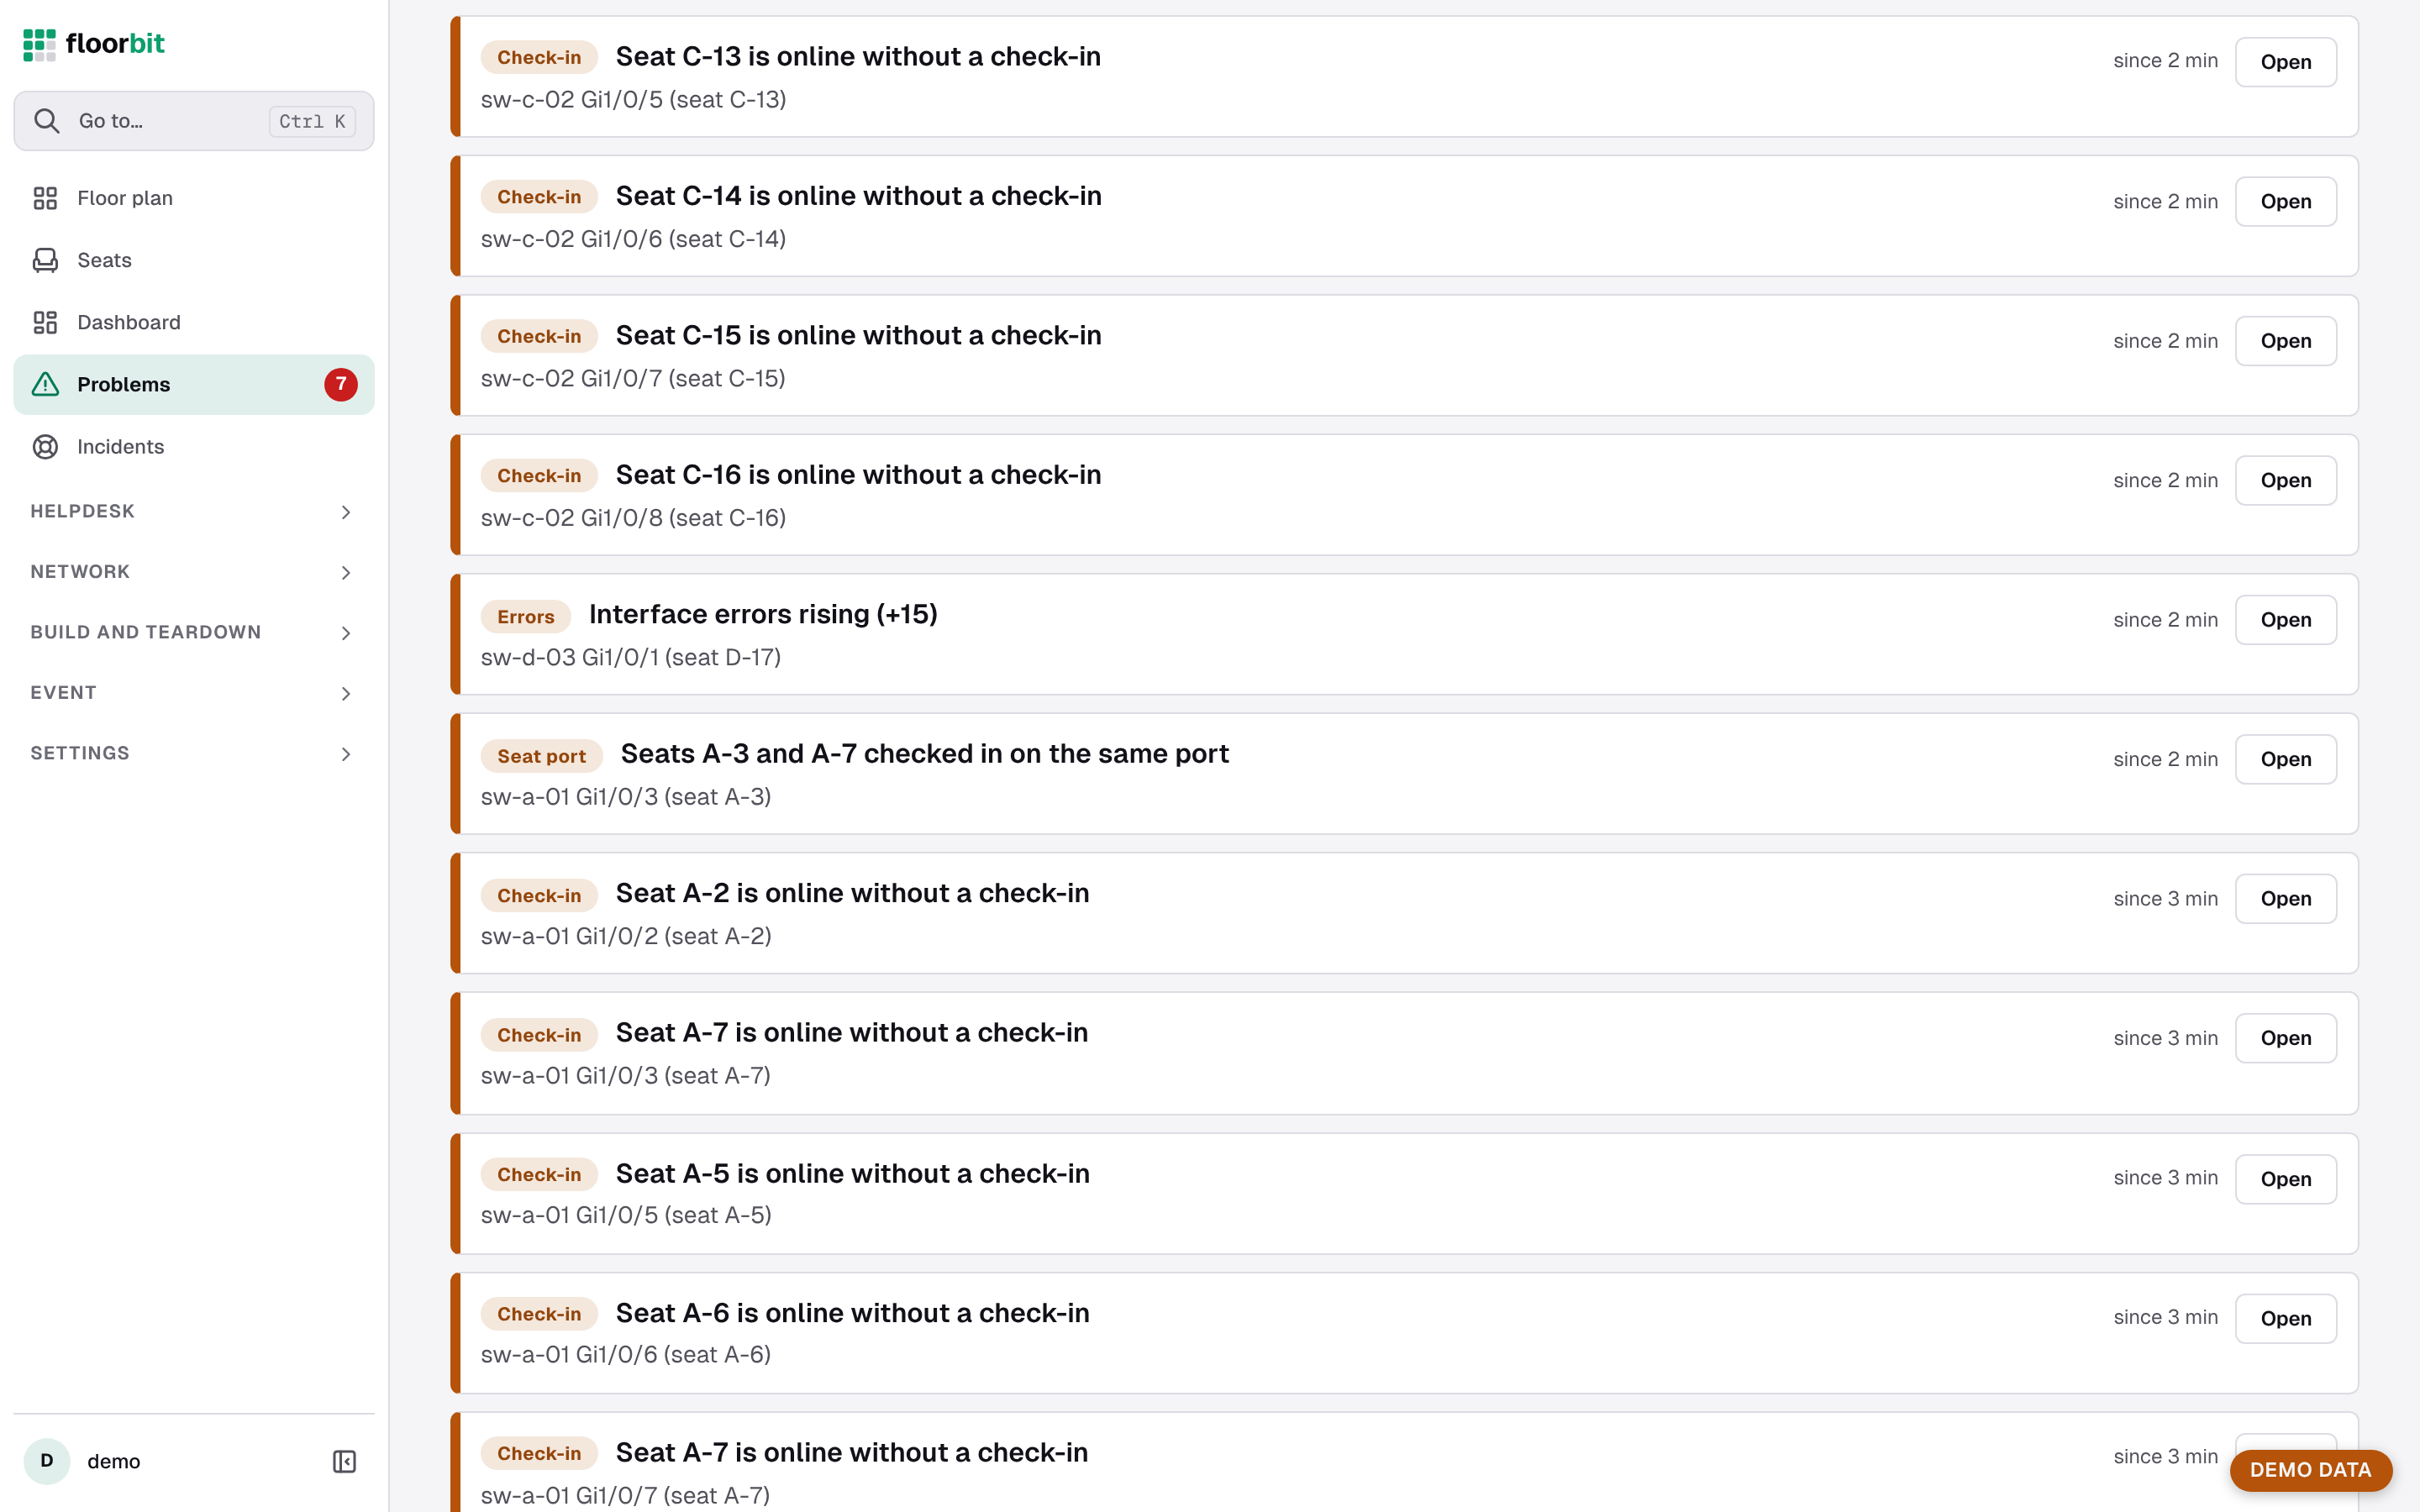 floorbit
Go to...
Ctrl K
Floor plan
Seats
Dashboard
Problems
7
Incidents
HELPDESK
NETWORK
BUILD AND TEARDOWN
EVENT
SETTINGS
D
demo
Check-in
Seat C-13 is online without a check-in
since 2 min
Open
sw-c-02 Gi1/0/5 (seat C-13)
Check-in
Seat C-14 is online without a check-in
since 2 min
Open
sw-c-02 Gi1/0/6 (seat C-14)
Check-in
Seat C-15 is online without a check-in
since 2 min
Open
sw-c-02 Gi1/0/7 (seat C-15)
Check-in
Seat C-16 is online without a check-in
since 2 min
Open
sw-c-02 Gi1/0/8 (seat C-16)
Errors
Interface errors rising (+15)
since 2 min
Open
sw-d-03 Gi1/0/1 (seat D-17)
Seat port
Seats A-3 and A-7 checked in on the same port
since 2 min
Open
sw-a-01 Gi1/0/3 (seat A-3)
Check-in
Seat A-2 is online without a check-in
since 3 min
Open
sw-a-01 Gi1/0/2 (seat A-2)
Check-in
Seat A-7 is online without a check-in
since 3 min
Open
sw-a-01 Gi1/0/3 (seat A-7)
Check-in
Seat A-5 is online without a check-in
since 3 min
Open
sw-a-01 Gi1/0/5 (seat A-5)
Check-in
Seat A-6 is online without a check-in
since 3 min
Open
sw-a-01 Gi1/0/6 (seat A-6)
Check-in
Seat A-7 is online without a check-in
since 3 min
sw-a-01 Gi1/0/7 (seat A-7)
DEMO DATA